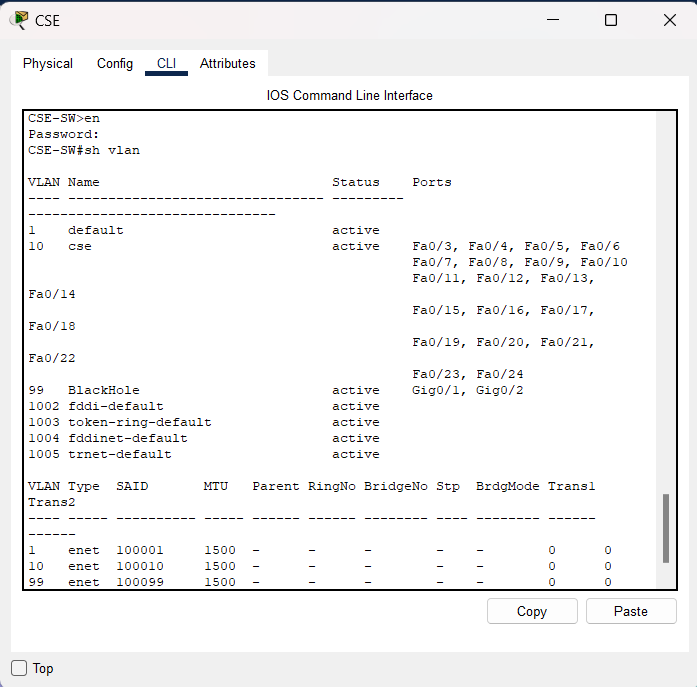 CSE
Physical Config CLI Attributes
IOS Command Line Interface
CSE-SW>en
Password:
CSE-SW#sh vlan
VLAN Name                             Status    Ports
---- -------------------------------- ---------
-------------------------------
1    default                          active
10   cse                              active    Fa0/3, Fa0/4, Fa0/5, Fa0/6
                                                Fa0/7, Fa0/8, Fa0/9, Fa0/10
                                                Fa0/11, Fa0/12, Fa0/13,
Fa0/14
                                                Fa0/15, Fa0/16, Fa0/17,
Fa0/18
                                                Fa0/19, Fa0/20, Fa0/21,
Fa0/22
                                                Fa0/23, Fa0/24
99   BlackHole                        active    Gig0/1, Gig0/2
1002 fddi-default                     active
1003 token-ring-default               active
1004 fddinet-default                  active
1005 trnet-default                    active
VLAN Type  SAID       MTU   Parent RingNo BridgeNo Stp  BrdgMode Trans1
Trans2
---- ----- ---------- ----- ------ ------ -------- ---- -------- ------
------
1    enet  100001     1500  -      -      -        -    -        0      0
10   enet  100010     1500  -      -      -        -    -        0      0
99   enet  100099     1500  -      -      -        -    -        0      0
Copy Paste
Top